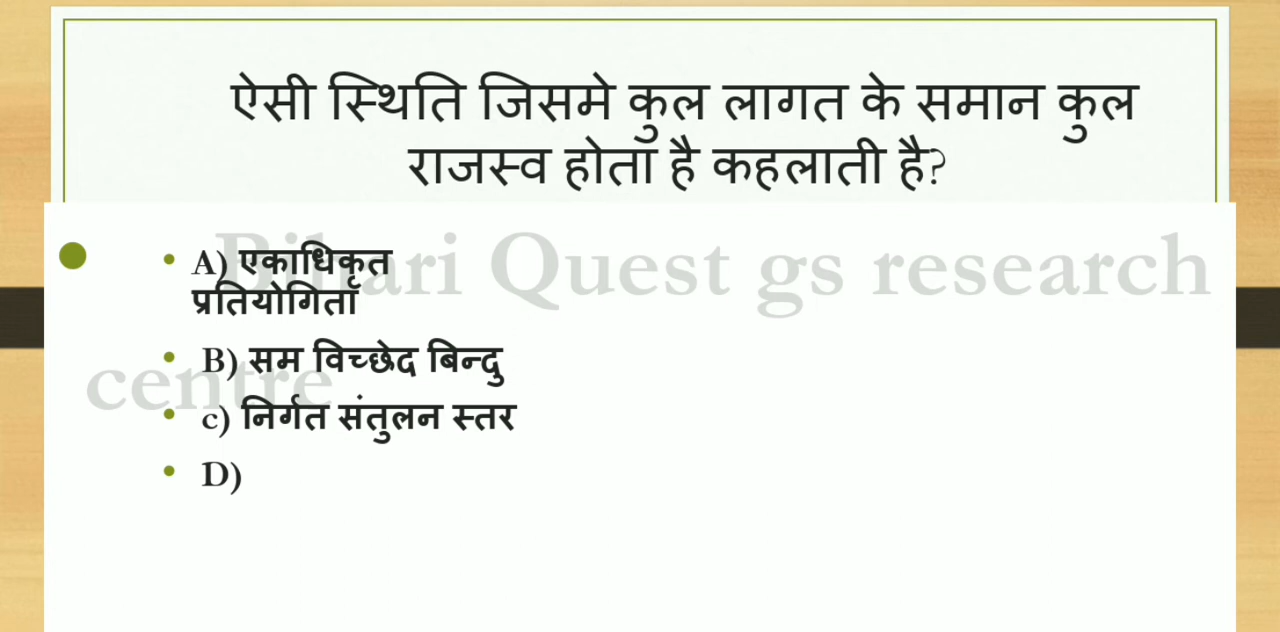 ऐसी स्थिति जिसमे कुल लागत के समान कुल
राजस्व होता है कहलाती है?
Bihari Quest gs research
centre
• A) एकाधिकृत
प्रतियोगिता
• B) सम विच्छेद बिन्दु
• c) निर्गत संतुलन स्तर
• D)